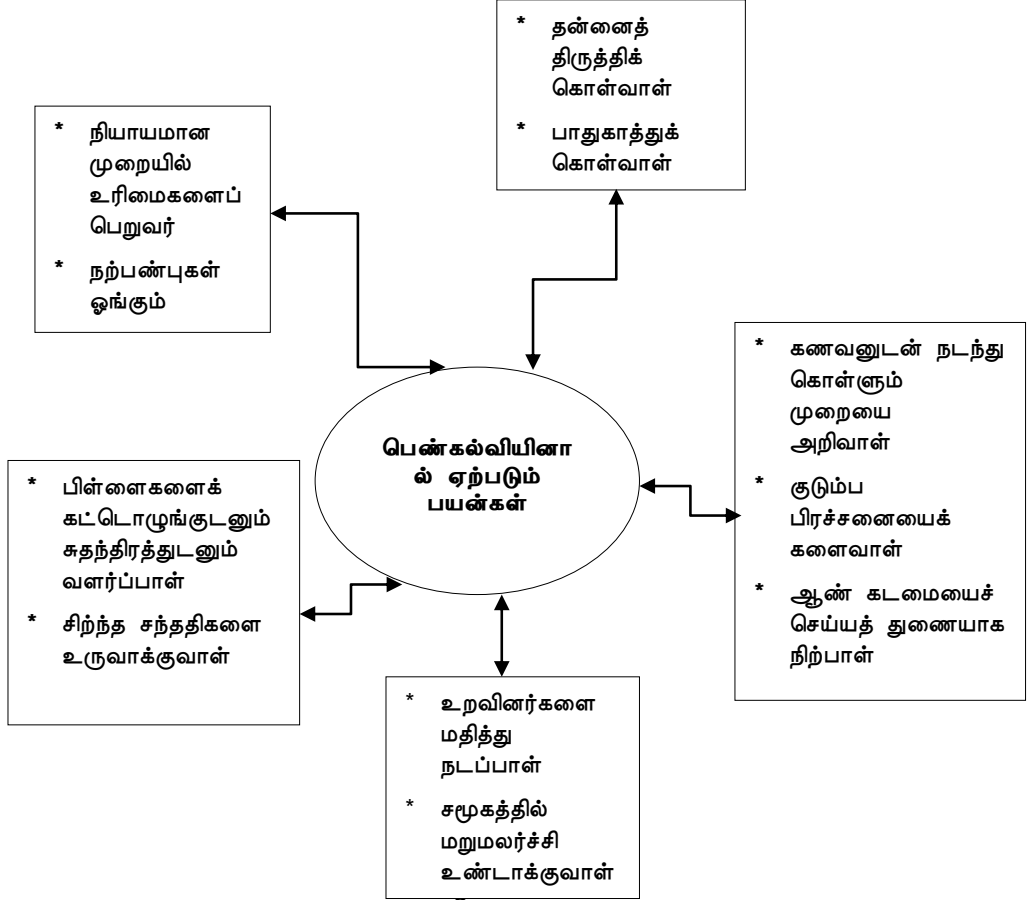 * தன்னைத்
திருத்திக்
கொள்வாள்
* பாதுகாத்துக்
கொள்வாள்
* நியாயமான
முறையில்
உரிமைகளைப்
பெறுவர்
* நற்பண்புகள்
ஓங்கும்
* கணவனுடன் நடந்து
கொள்ளும்
முறையை
அறிவாள்
* குடும்ப
பிரச்சனையைக்
களைவாள்
* ஆண் கடமையைச்
செய்யத் துணையாக
நிற்பாள்
பெண்கல்வியினா
ல் ஏற்படும்
பயன்கள்
* பிள்ளைகளைக்
கட்டொழுங்குடனும்
சுதந்திரத்துடனும்
வளர்ப்பாள்
* சிற்ந்த சந்ததிகளை
உருவாக்குவாள்
* உறவினர்களை
மதித்து
நடப்பாள்
* சமூகத்தில்
மறுமலர்ச்சி
உண்டாக்குவாள்